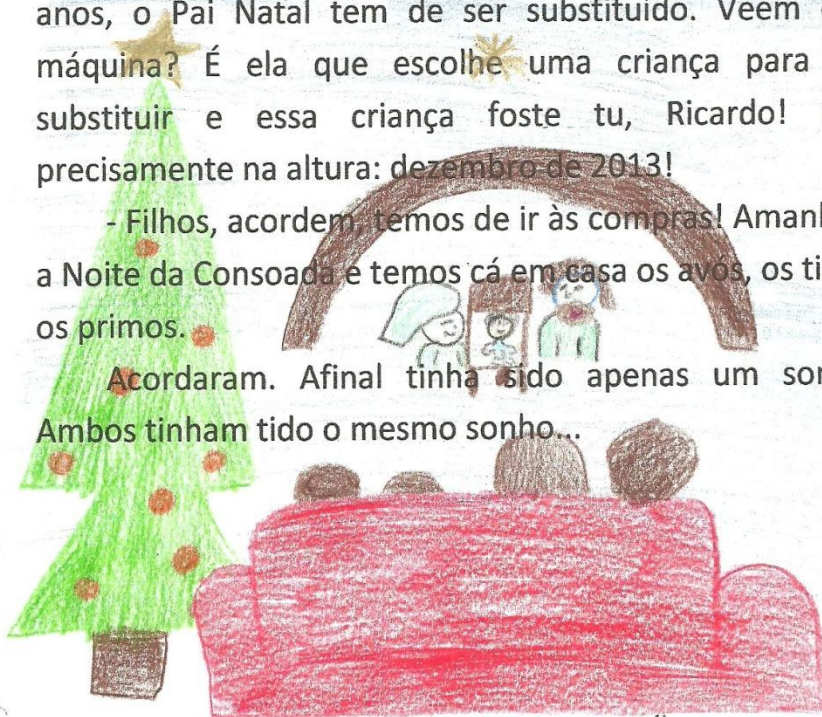 anos, o Pai Natal tem de ser substituído. Veem
máquina? É ela que escolhe uma criança para
substituir e essa criança foste tu, Ricardo!
precisamente na altura: dezembro de 2013!
- Filhos, acordem, temos de ir às compras! Amanh
a Noite da Consoada e temos cá em casa os avós, os ti
os primos.
Acordaram. Afinal tinha sido apenas um son
Ambos tinham tido o mesmo sonho...